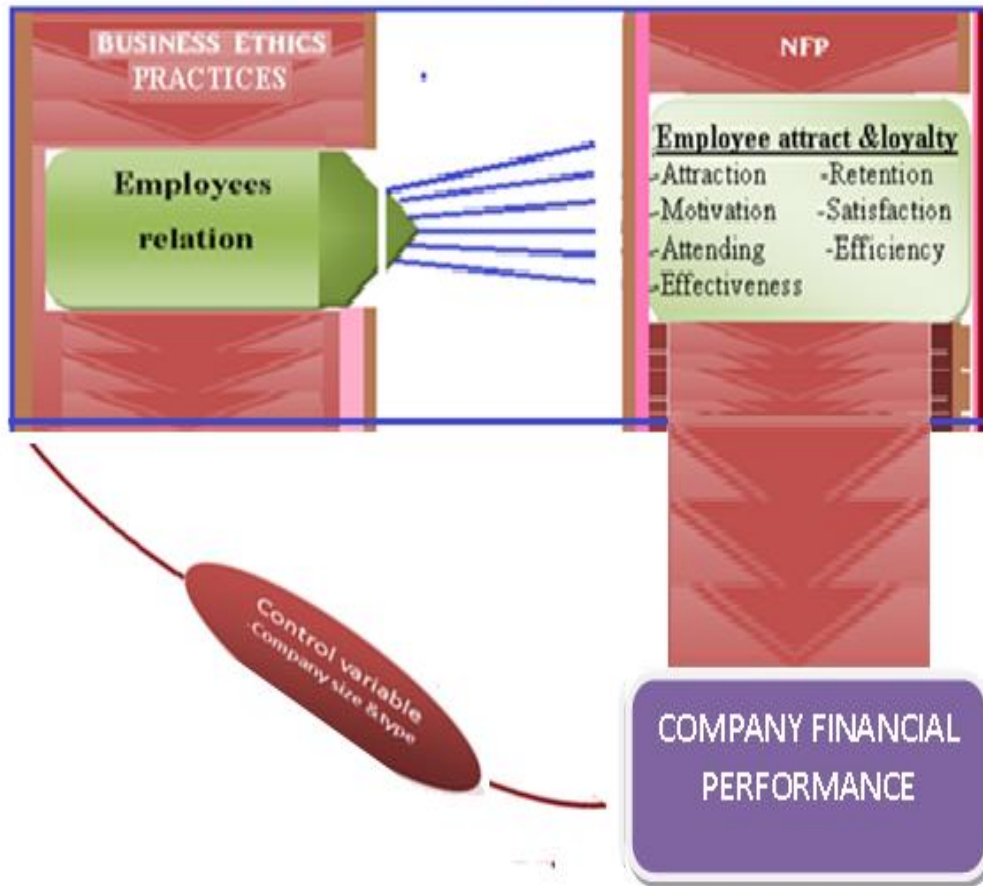 BUSINESS ETHICS
PRACTICES
Employees
relation
NFP
Employee attract &loyalty
-Attraction -Retention
-Motivation -Satisfaction
-Attending -Efficiency
-Effectiveness
Control variable
-Company size &type
COMPANY FINANCIAL
PERFORMANCE